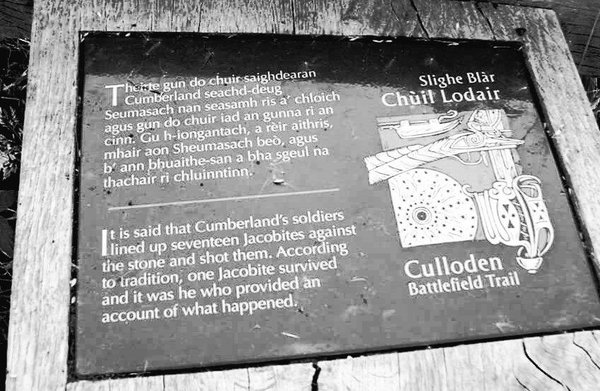 Theirte gun do chuir saighdearan
Cumberland seachd-deug
Seumasach nan seasamh ris a' chloich
agus gun do chuir iad an gunna ri an
cinn. Gu h-iongantach, a rèir aithris,
mhair aon Sheumasach beò, agus
b' ann bhuaithe-san a bha sgeul na
thachair ri chluinntinn.
It is said that Cumberland's soldiers
lined up seventeen Jacobites against
the stone and shot them. According
to tradition, one Jacobite survived
and it was he who provided an
account of what happened.
Slighe Blàr
Chùil Lodair
Culloden
Battlefield Trail